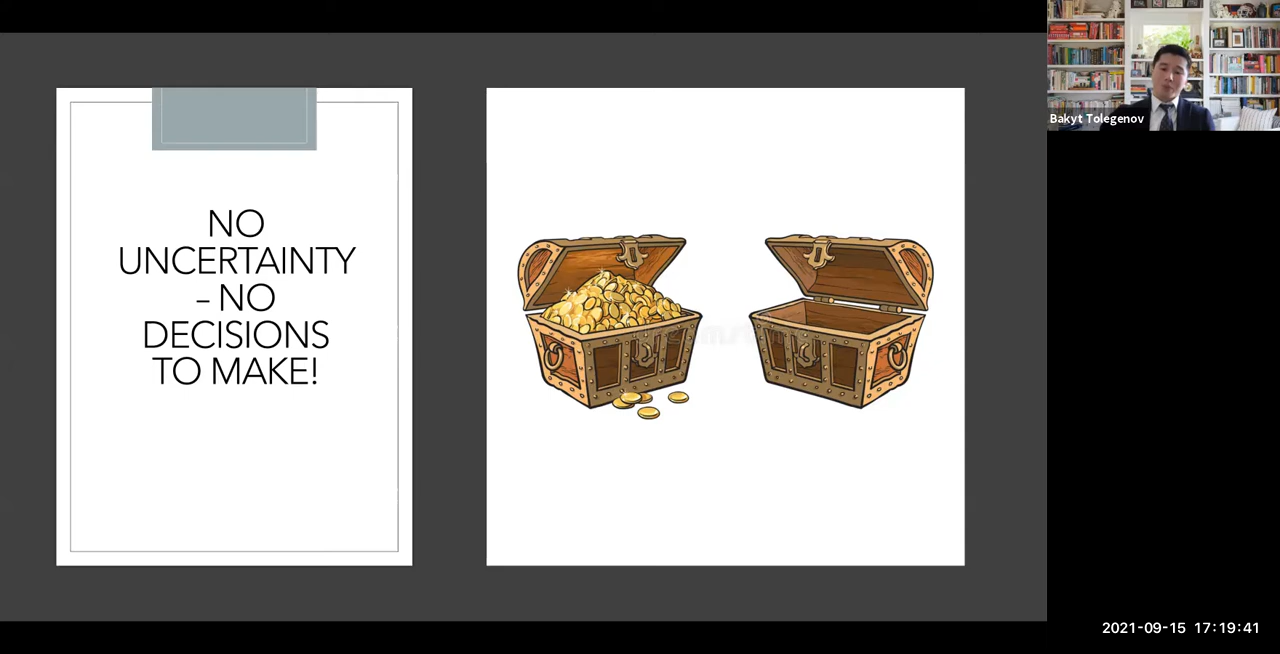 NO
UNCERTAINTY
– NO
DECISIONS
TO MAKE!
Bakyt Tolegenov
2021-09-15 17:19:41